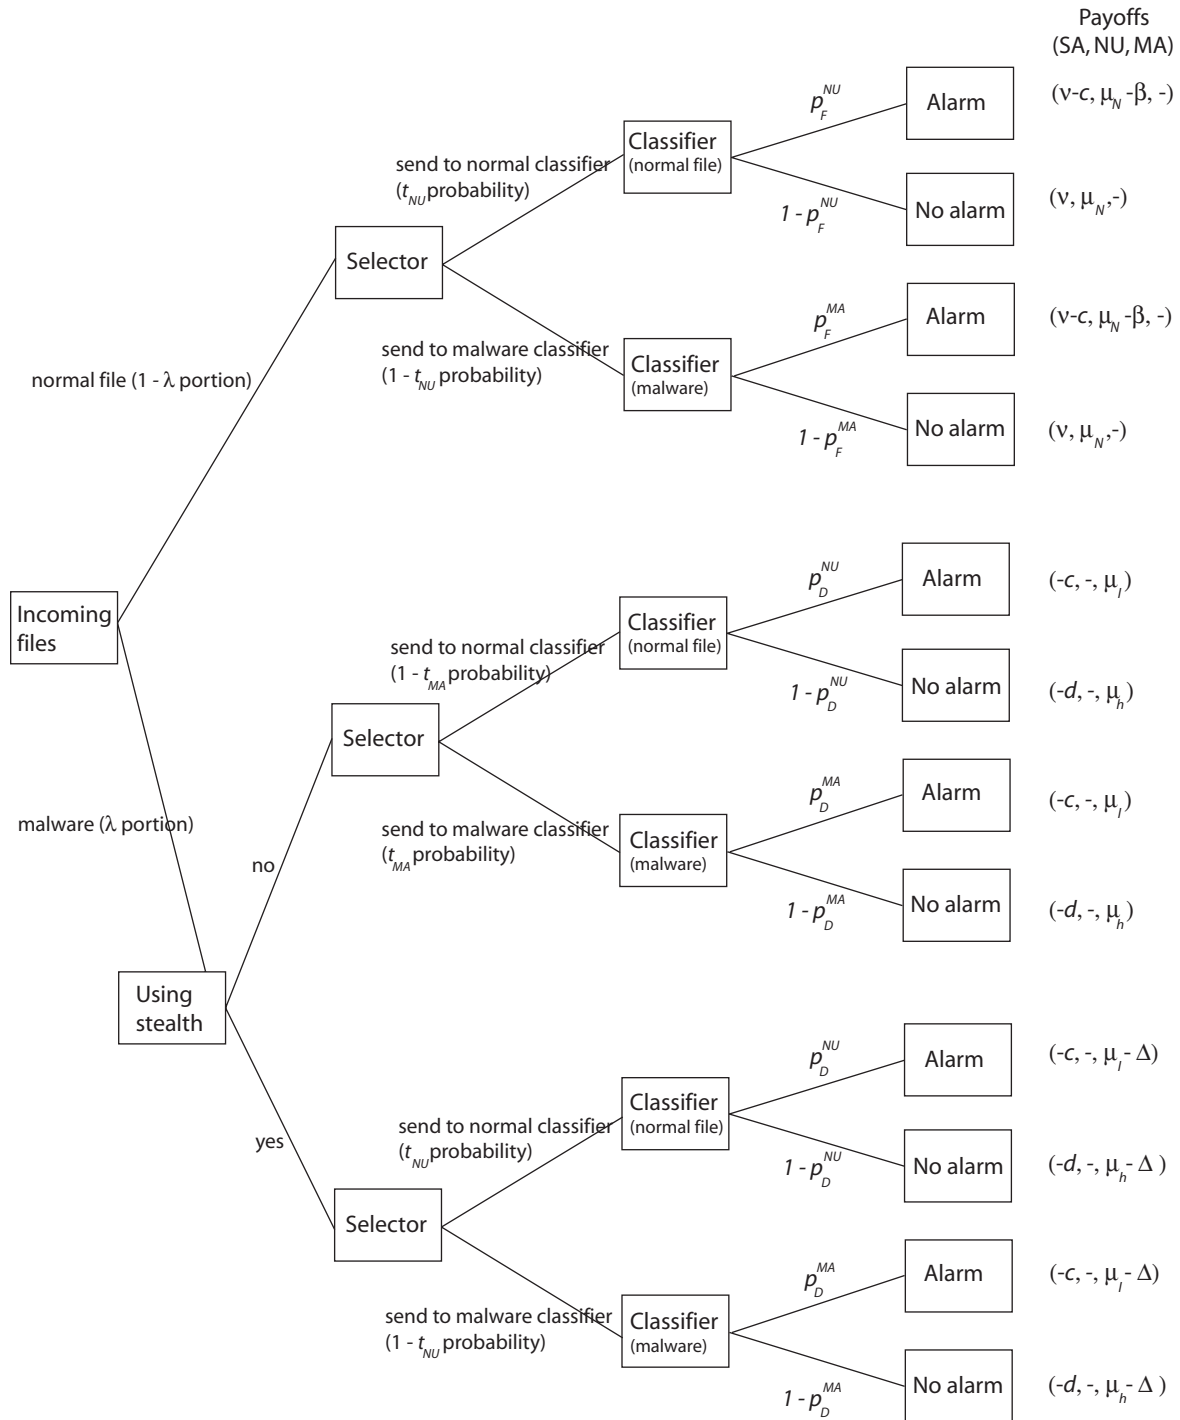 Payoffs
(SA, NU, MA)
p_F^NU
Alarm
(ν-c, μ_N -β, -)
send to normal classifier
(t_NU probability)
Classifier
(normal file)
1 - p_F^NU
No alarm
(ν, μ_N,-)
Selector
send to malware classifier
(1 - t_NU probability)
Classifier
(malware)
p_F^MA
Alarm
(ν-c, μ_N -β, -)
1 - p_F^MA
No alarm
(ν, μ_N,-)
normal file (1 - λ portion)
Incoming
files
malware (λ portion)
Using
stealth
no
Selector
send to normal classifier
(1 - t_MA probability)
Classifier
(normal file)
p_D^NU
Alarm
(-c, -, μ_l)
1 - p_D^NU
No alarm
(-d, -, μ_h)
send to malware classifier
(t_MA probability)
Classifier
(malware)
p_D^MA
Alarm
(-c, -, μ_l)
1 - p_D^MA
No alarm
(-d, -, μ_h)
yes
Selector
send to normal classifier
(t_NU probability)
Classifier
(normal file)
p_D^NU
Alarm
(-c, -, μ_l - Δ)
1 - p_D^NU
No alarm
(-d, -, μ_h - Δ )
send to malware classifier
(1 - t_NU probability)
Classifier
(malware)
p_D^MA
Alarm
(-c, -, μ_l - Δ)
1 - p_D^MA
No alarm
(-d, -, μ_h - Δ)